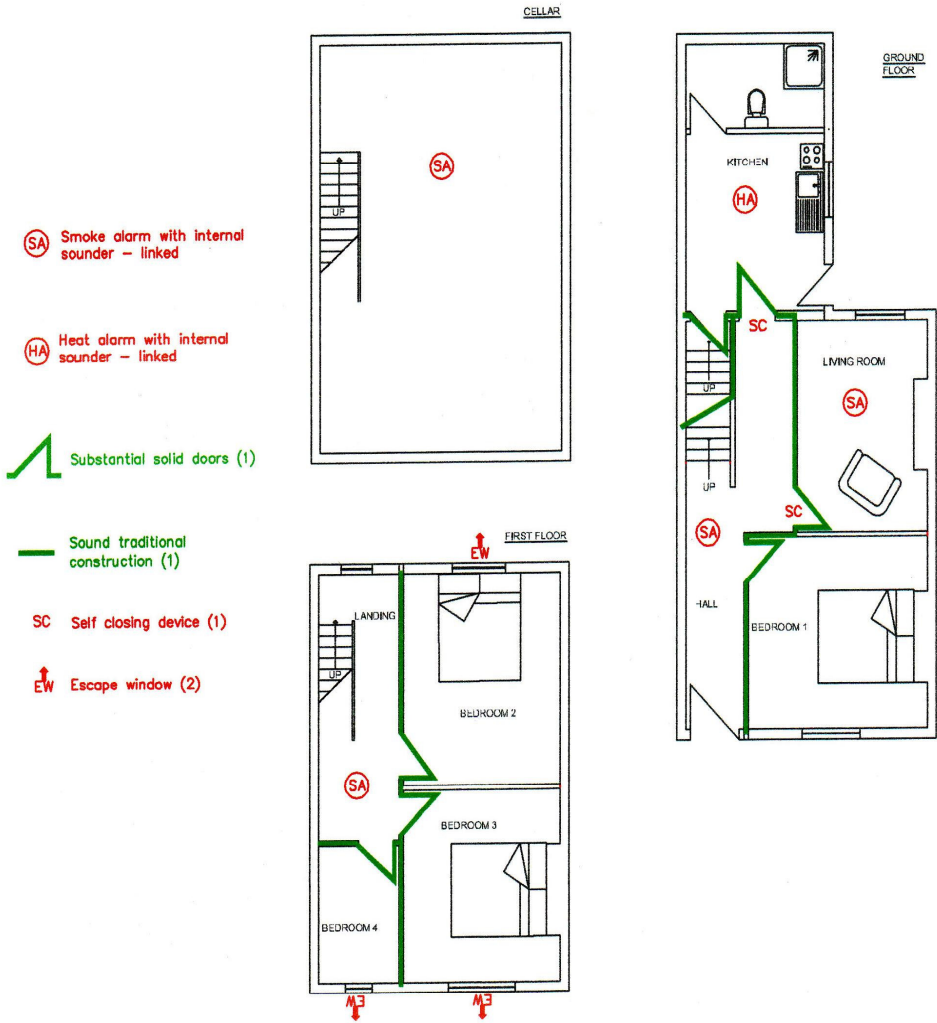 CELLAR
GROUND
FLOOR
SA
UP
SA Smoke alarm with internal
sounder – linked
HA Heat alarm with internal
sounder – linked
Substantial solid doors (1)
Sound traditional
construction (1)
SC Self closing device (1)
EW Escape window (2)
KITCHEN
HA
SC
UP
LIVING ROOM
SA
UP
SC
SA
HALL
BEDROOM 1
FIRST FLOOR
EW
LANDING
UP
BEDROOM 2
SA
BEDROOM 3
BEDROOM 4
EW
EW